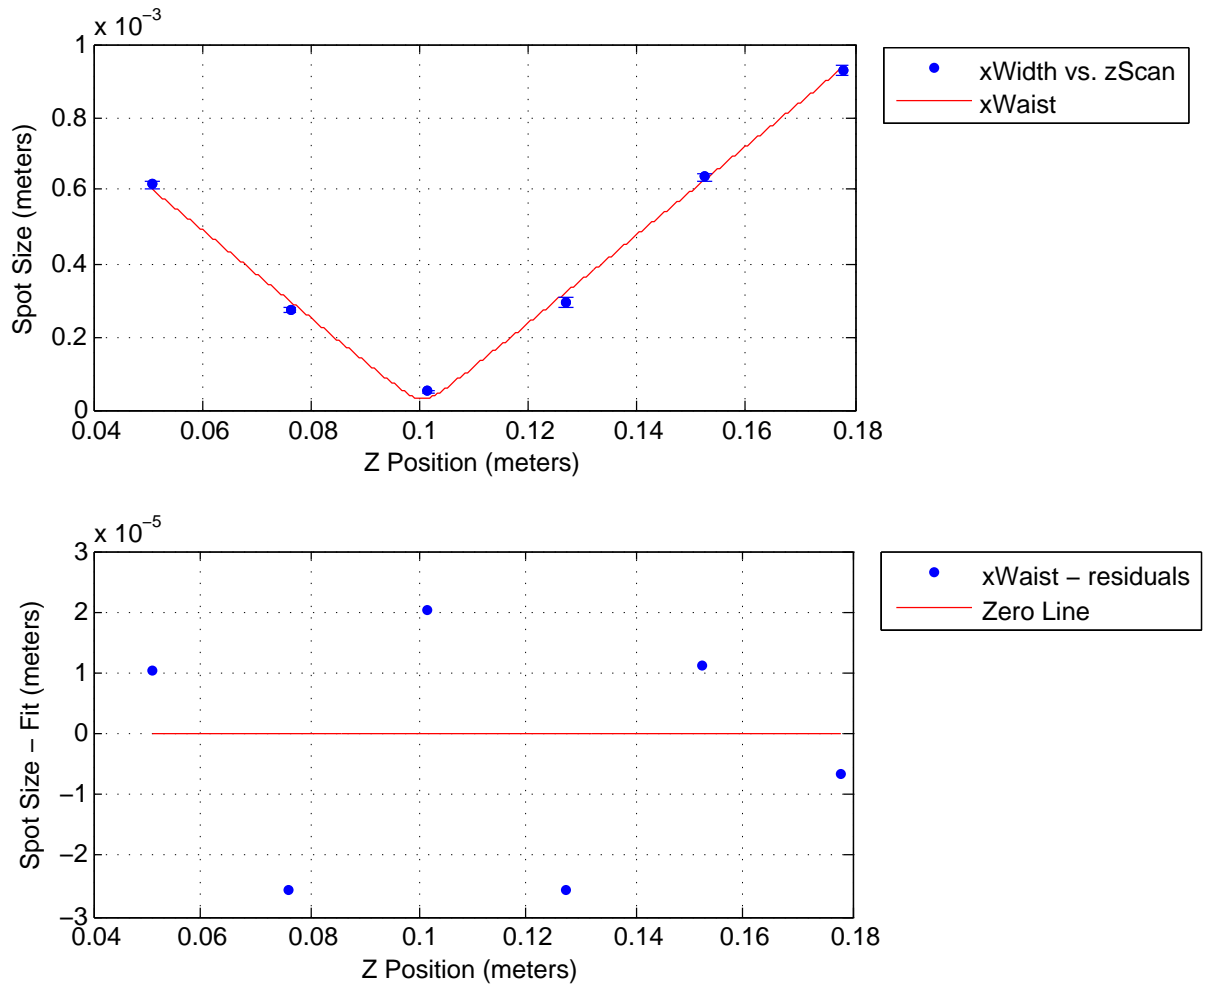 x 10⁻³
1
0.8
0.6
0.4
0.2
0
0.04 0.06 0.08 0.1 0.12 0.14 0.16 0.18
Z Position (meters)
Spot Size (meters)
xWidth vs. zScan
xWaist
x 10⁻⁵
3
2
1
0
−1
−2
−3
0.04 0.06 0.08 0.1 0.12 0.14 0.16 0.18
Z Position (meters)
Spot Size − Fit (meters)
xWaist − residuals
Zero Line